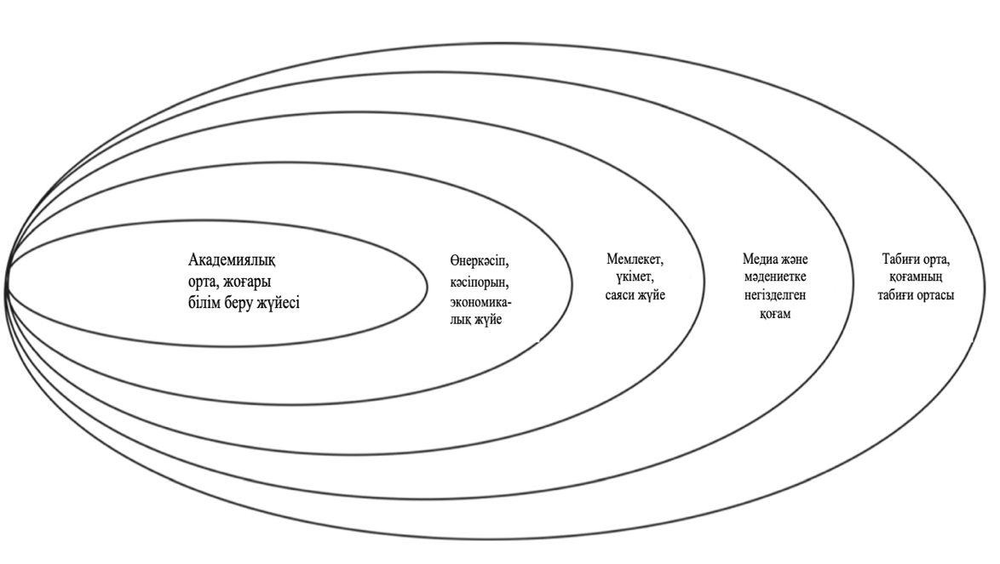 Академиялық
орта, жоғары
білім беру жүйесі
Өнеркәсіп,
кәсіпорын,
экономика-
лық жүйе
Мемлекет,
үкімет,
саяси жүйе
Медиа және
мәдениетке
негізделген
қоғам
Табиғи орта,
қоғамның
табиғи ортасы